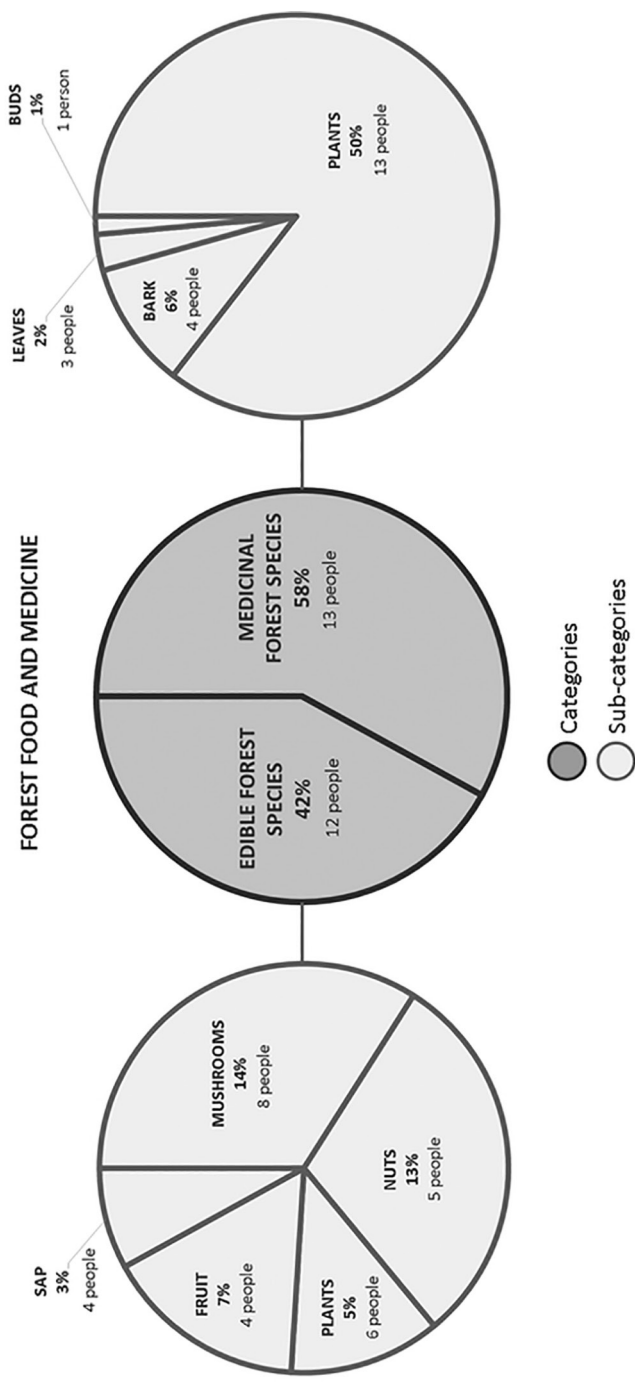 FOREST FOOD AND MEDICINE
SAP
3%
4 people
MUSHROOMS
14%
8 people
FRUIT
7%
4 people
PLANTS
5%
6 people
NUTS
13%
5 people
EDIBLE FOREST
SPECIES
42%
12 people
MEDICINAL
FOREST SPECIES
58%
13 people
LEAVES
2%
3 people
BUDS
1%
1 person
BARK
6%
4 people
PLANTS
50%
13 people
Categories
Sub-categories